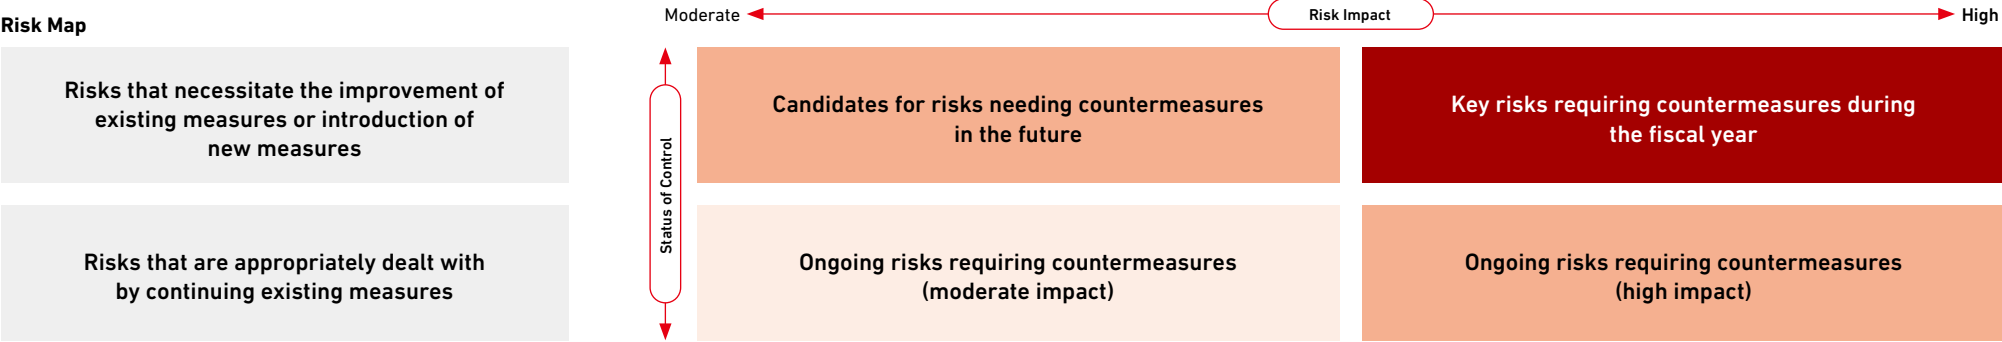 Risk Map
Moderate
Risk Impact
High
Risks that necessitate the improvement of
existing measures or introduction of
new measures
Status of Control
Candidates for risks needing countermeasures
in the future
Key risks requiring countermeasures during
the fiscal year
Risks that are appropriately dealt with
by continuing existing measures
Ongoing risks requiring countermeasures
(moderate impact)
Ongoing risks requiring countermeasures
(high impact)